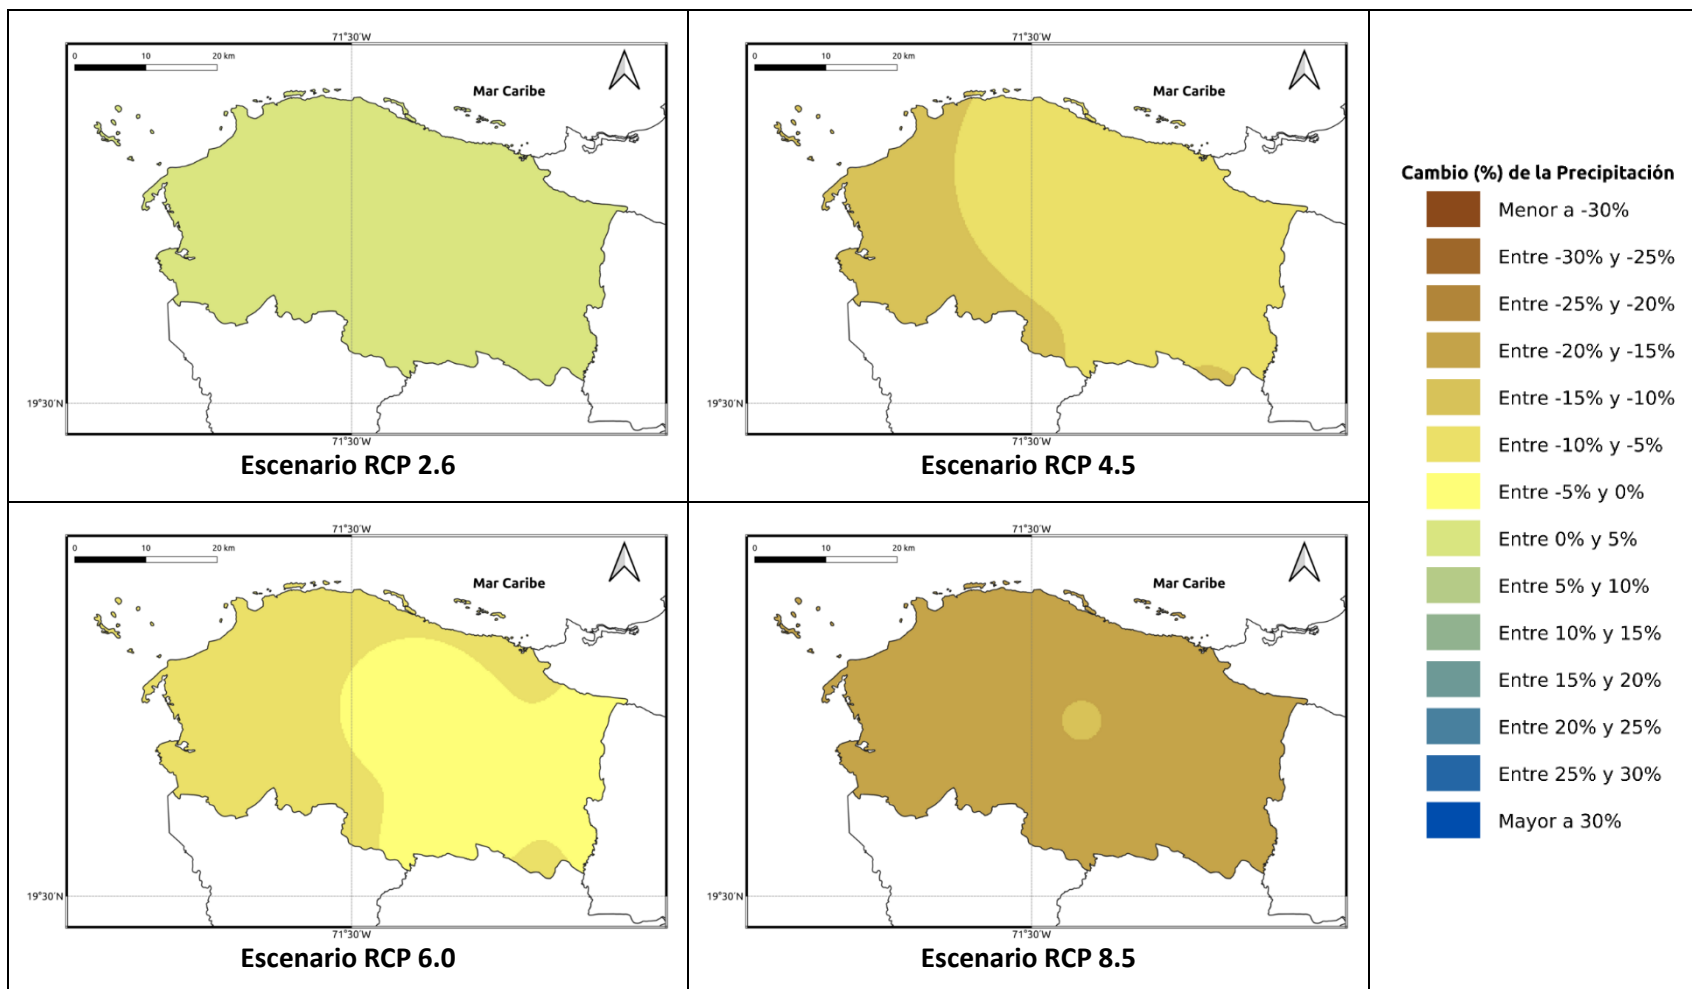 71°30'W
0 10 20 km
Mar Caribe
19°30'N
71°30'W
Escenario RCP 2.6
71°30'W
0 10 20 km
Mar Caribe
19°30'N
71°30'W
Escenario RCP 4.5
71°30'W
0 10 20 km
Mar Caribe
19°30'N
71°30'W
Escenario RCP 6.0
71°30'W
0 10 20 km
Mar Caribe
19°30'N
71°30'W
Escenario RCP 8.5
Cambio (%) de la Precipitación
Menor a -30%
Entre -30% y -25%
Entre -25% y -20%
Entre -20% y -15%
Entre -15% y -10%
Entre -10% y -5%
Entre -5% y 0%
Entre 0% y 5%
Entre 5% y 10%
Entre 10% y 15%
Entre 15% y 20%
Entre 20% y 25%
Entre 25% y 30%
Mayor a 30%